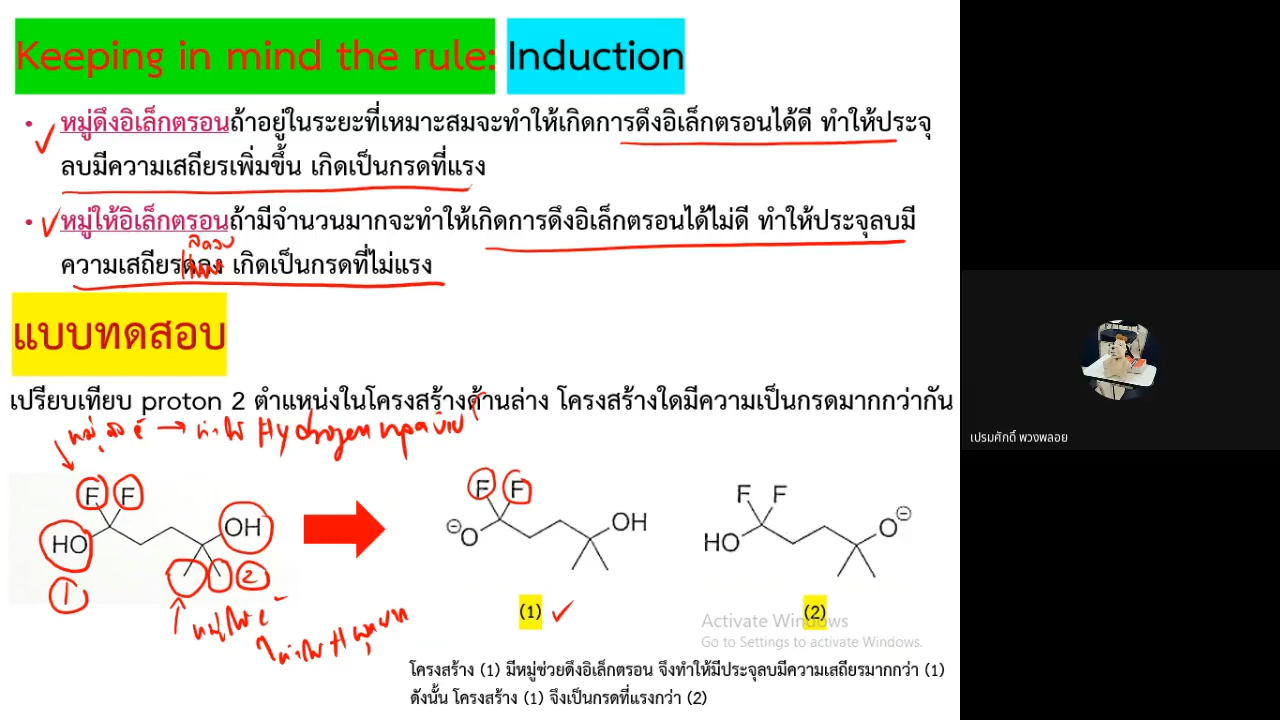 Keeping in mind the rule: Induction
• หมู่ดึงอิเล็กตรอนถ้าอยู่ในระยะที่เหมาะสมจะทำให้เกิดการดึงอิเล็กตรอนได้ดี ทำให้ประจุ
ลบมีความเสถียรเพิ่มขึ้น เกิดเป็นกรดที่แรง
• หมู่ให้อิเล็กตรอนถ้ามีจำนวนมากจะทำให้เกิดการดึงอิเล็กตรอนได้ไม่ดี ทำให้ประจุลบมี
ลดลง
ความเสถียรดลง เกิดเป็นกรดที่ไม่แรง
แบบทดสอบ
เปรียบเทียบ proton 2 ตำแหน่งในโครงสร้างด้านล่าง โครงสร้างใดมีความเป็นกรดมากกว่ากัน
Hydrogen
F F
HO OH
1 2
F F
⊖ O OH
(1)
F F
HO O ⊖
(2)
หมู่ให้ e⁻
เปรมศักดิ์ พวงพลอย
Activate Windows
Go to Settings to activate Windows.
โครงสร้าง (1) มีหมู่ช่วยดึงอิเล็กตรอน จึงทำให้มีประจุลบมีความเสถียรมากกว่า (1)
ดังนั้น โครงสร้าง (1) จึงเป็นกรดที่แรงกว่า (2)